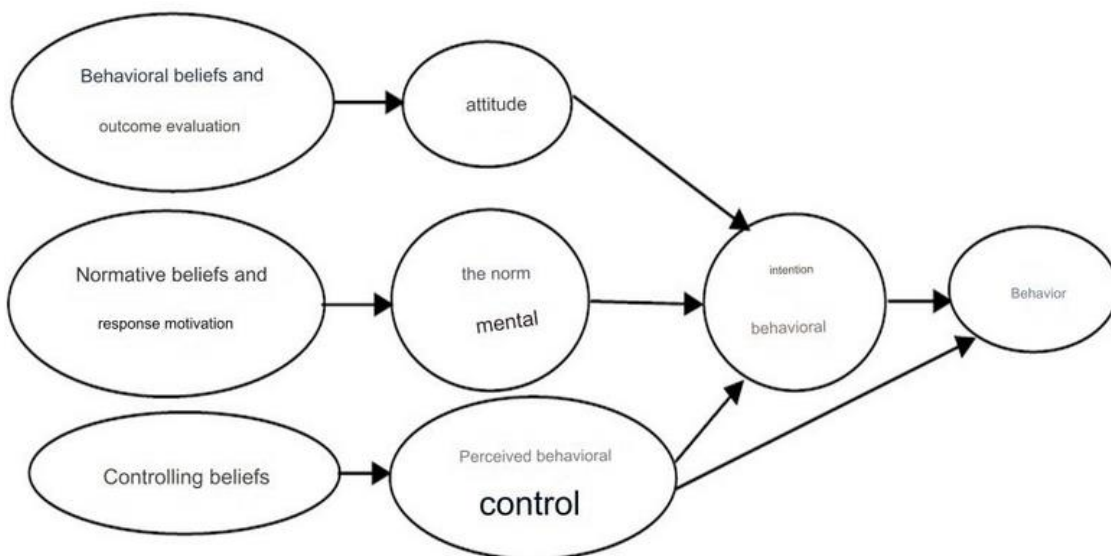 Behavioral beliefs and
outcome evaluation
attitude
Normative beliefs and
response motivation
the norm
mental
intention
behavioral
Behavior
Controlling beliefs
Perceived behavioral
control